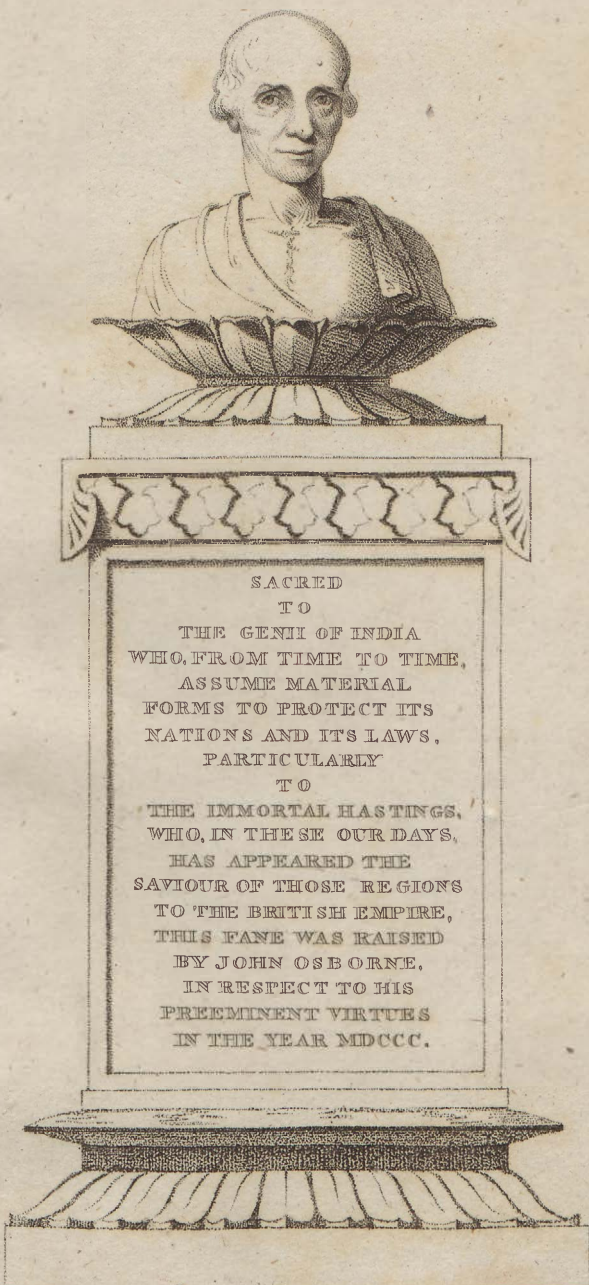 SACRED
TO
THE GENII OF INDIA
WHO, FROM TIME TO TIME,
ASSUME MATERIAL
FORMS TO PROTECT ITS
NATIONS AND ITS LAWS,
PARTICULARLY
TO
THE IMMORTAL HASTINGS,
WHO, IN THESE OUR DAYS,
HAS APPEARED THE
SAVIOUR OF THOSE REGIONS
TO THE BRITISH EMPIRE,
THIS FANE WAS RAISED
BY JOHN OSBORNE,
IN RESPECT TO HIS
PREEMINENT VIRTUES
IN THE YEAR MDCCC.